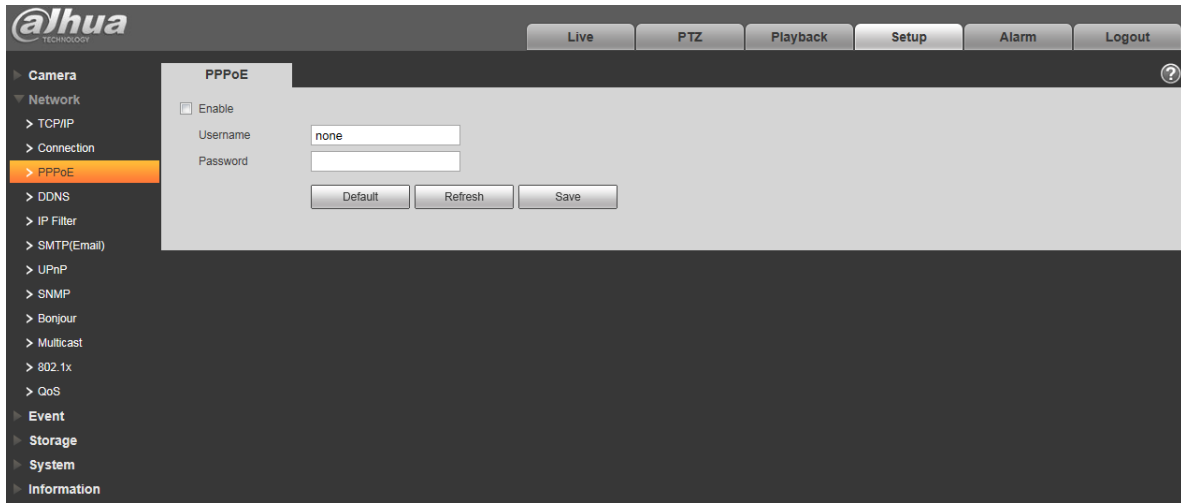 alhua
TECHNOLOGY
Live
PTZ
Playback
Setup
Alarm
Logout
Camera
Network
> TCP/IP
> Connection
> PPPoE
> DDNS
> IP Filter
> SMTP(Email)
> UPnP
> SNMP
> Bonjour
> Multicast
> 802.1x
> QoS
Event
Storage
System
Information
PPPoE
?
Enable
Username none
Password
Default Refresh Save